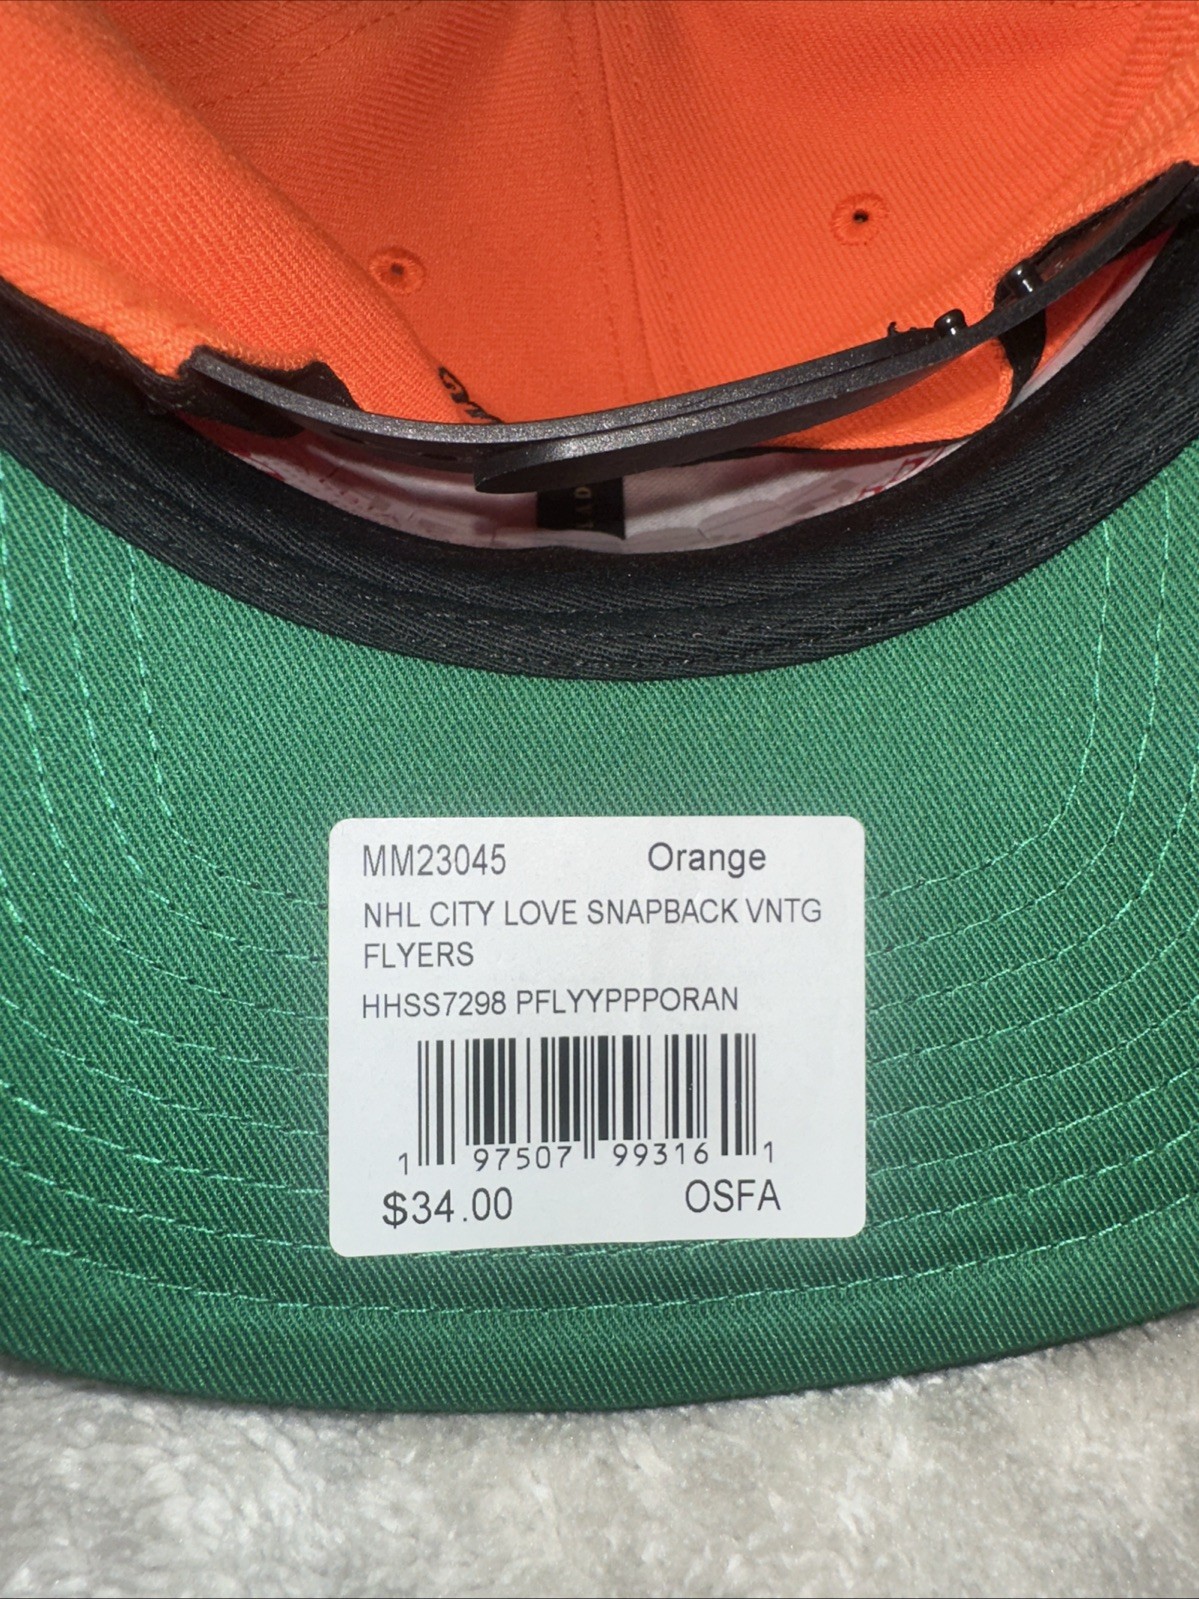 MM23045 Orange
NHL CITY LOVE SNAPBACK VNTG
FLYERS
HHSS7298 PFLYYPPPORAN
1 97507 99316 1
$34.00 OSFA